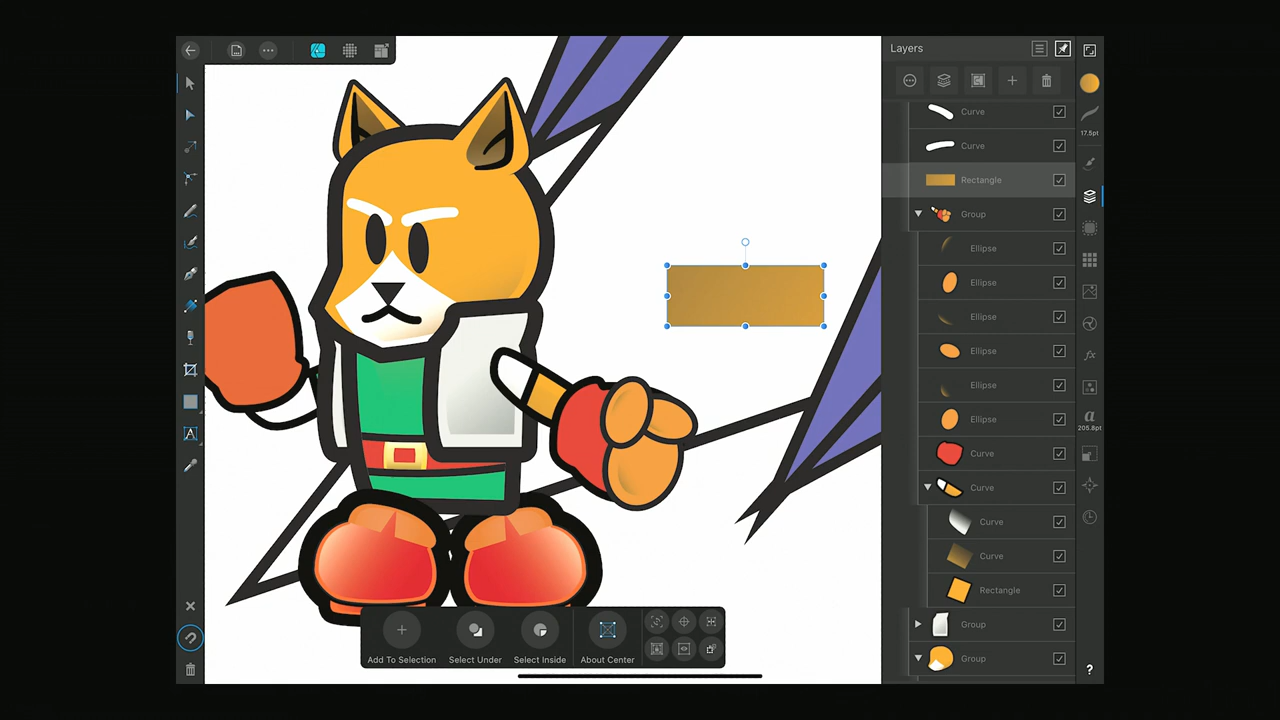 Layers
Curve
17.5pt
Curve
Rectangle
Group
Ellipse
Ellipse
Ellipse
Ellipse
Ellipse
a
Ellipse
205.8pt
A
Curve
Curve
Curve
Curve
Rectangle
Group
Add To Selection
Select Under
Select Inside
About Center
Group
?